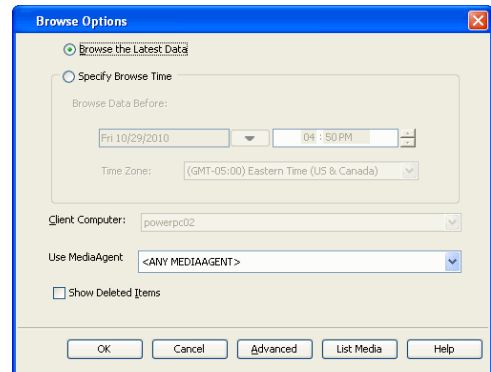 Browse Options
Browse the Latest Data
Specify Browse Time
Browse Data Before:
Fri 10/29/2010 04 : 50 PM
Time Zone: (GMT-05:00) Eastern Time (US & Canada)
Client Computer: powerpc02
Use MediaAgent <ANY MEDIAAGENT>
Show Deleted Items
OK Cancel Advanced List Media Help